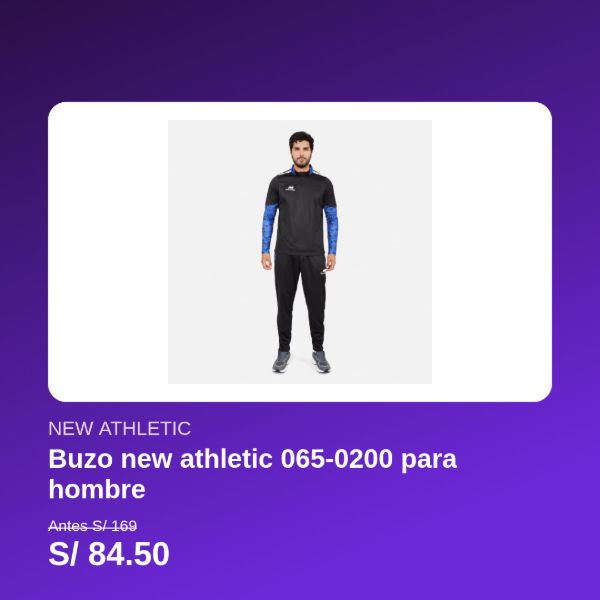 NEW ATHLETIC
Buzo new athletic 065-0200 para
hombre
Antes S/ 169
S/ 84.50